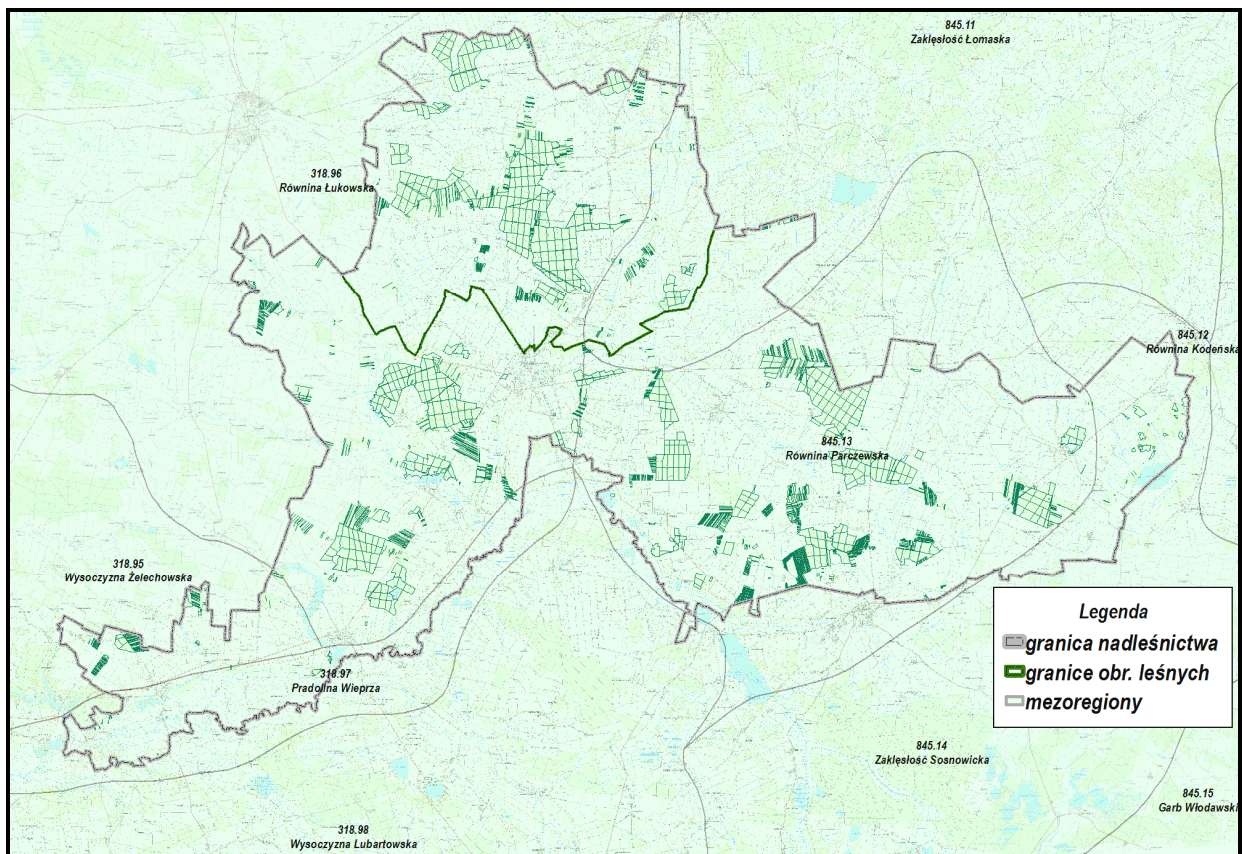 845.11
Zaklęsłość Łomaska
318.96
Równina Łukowska
845.12
Równina Kodeńska
845.13
Równina Parczewska
318.95
Wysoczyzna Żelechowska
318.97
Pradolina Wieprza
Legenda
granica nadleśnictwa
granice obr. leśnych
mezoregiony
845.14
Zaklęsłość Sosnowicka
845.15
Garb Włodawski
318.98
Wysoczyzna Lubartowska